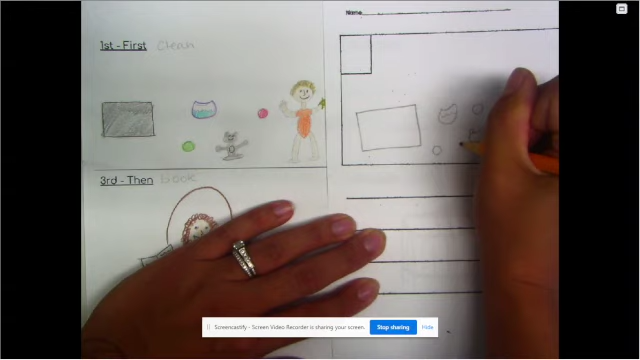 Name
1st - First Clean
3rd - Then book
Screencastify - Screen Video Recorder is sharing your screen. Stop sharing Hide